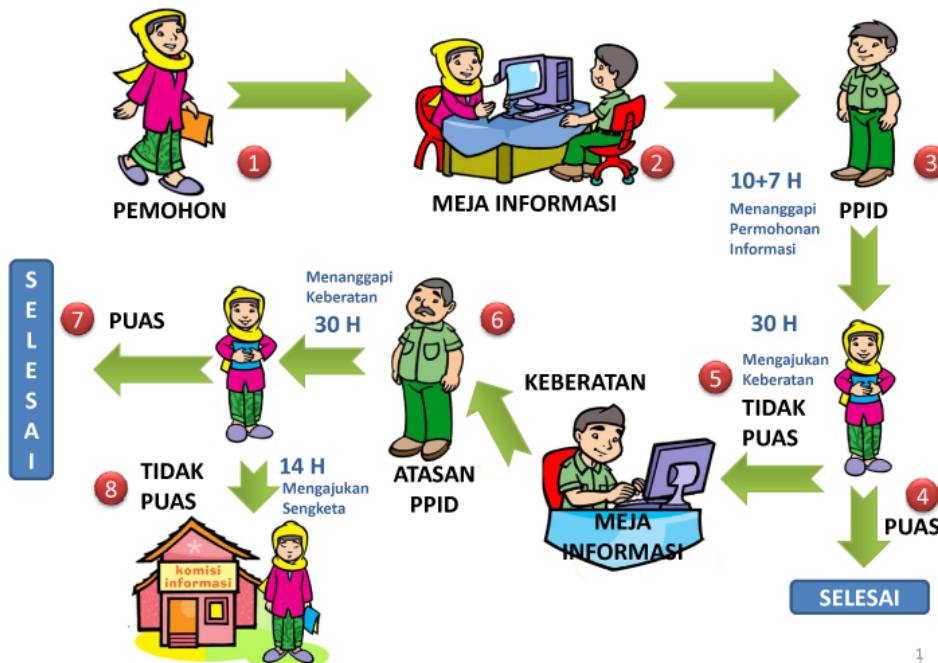 1
PEMOHON
2
MEJA INFORMASI
3
PPID
10+7 H
Menanggapi
Permohonan
Informasi
30 H
Mengajukan
Keberatan
5
TIDAK
PUAS
4
PUAS
SELESAI
KEBERATAN
MEJA
INFORMASI
6
ATASAN
PPID
Menanggapi
Keberatan
30 H
7
PUAS
S
E
L
E
S
A
I
8
TIDAK
PUAS
14 H
Mengajukan
Sengketa
komisi
informasi
1